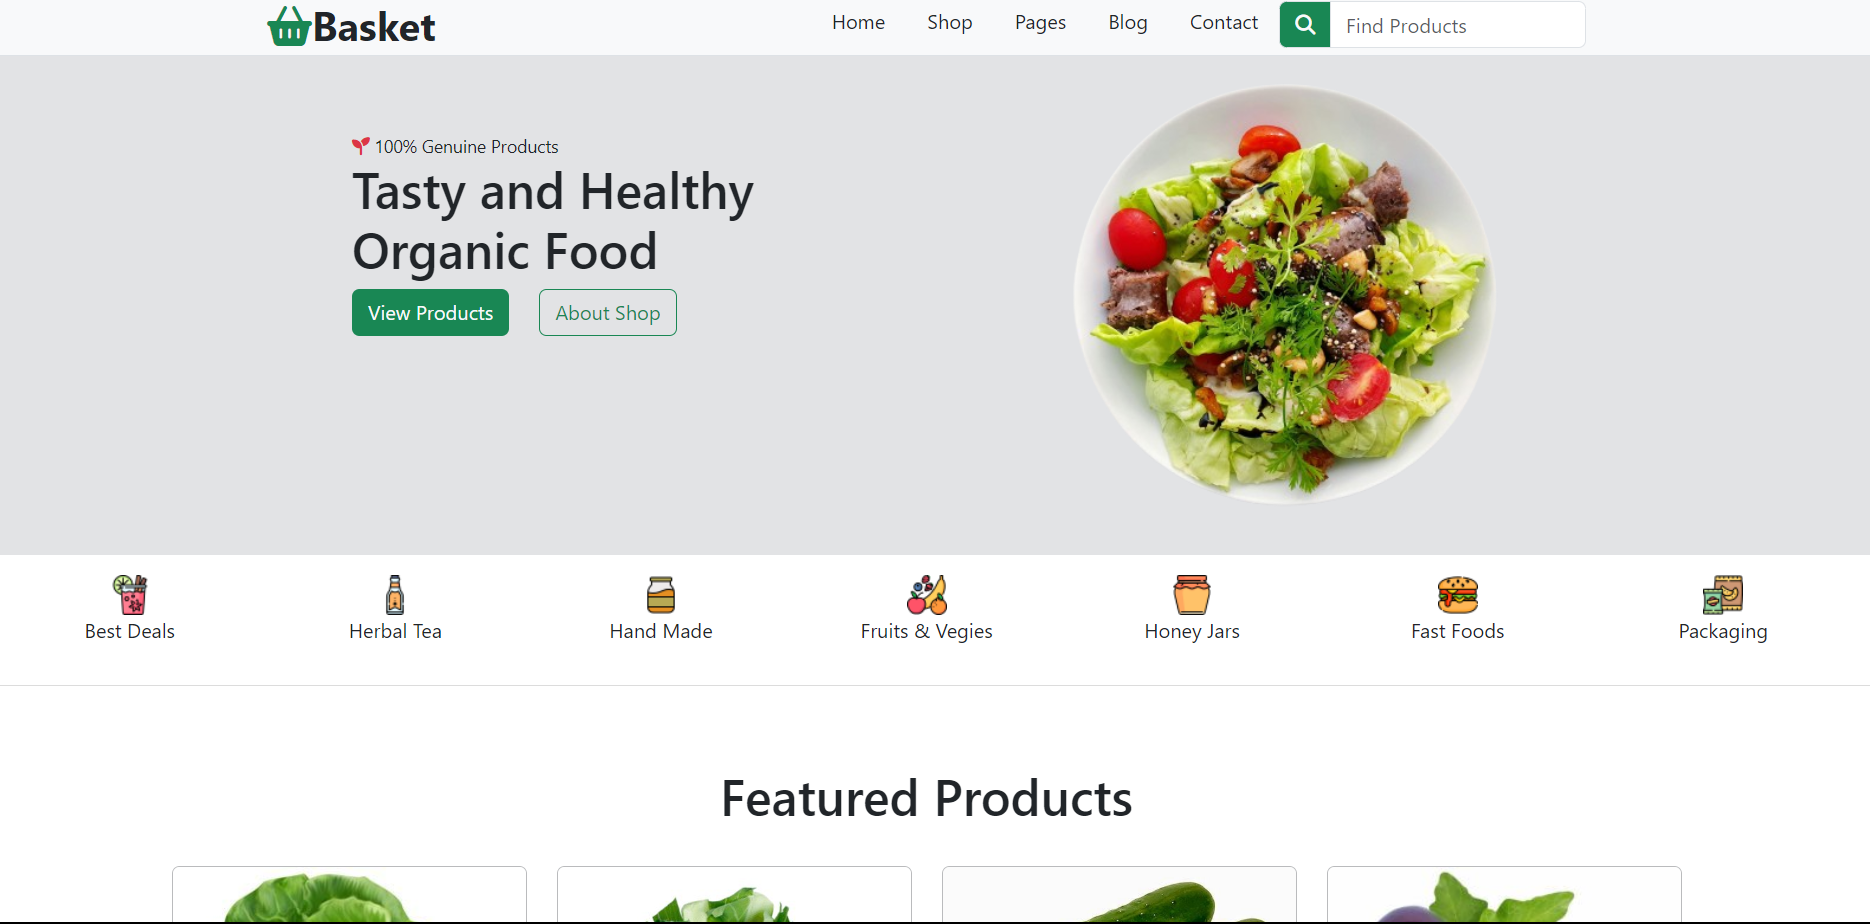 Basket
Home
Shop
Pages
Blog
Contact
Find Products
100% Genuine Products
Tasty and Healthy
Organic Food
View Products
About Shop
Best Deals
Herbal Tea
Hand Made
Fruits & Vegies
Honey Jars
Fast Foods
Packaging
Featured Products